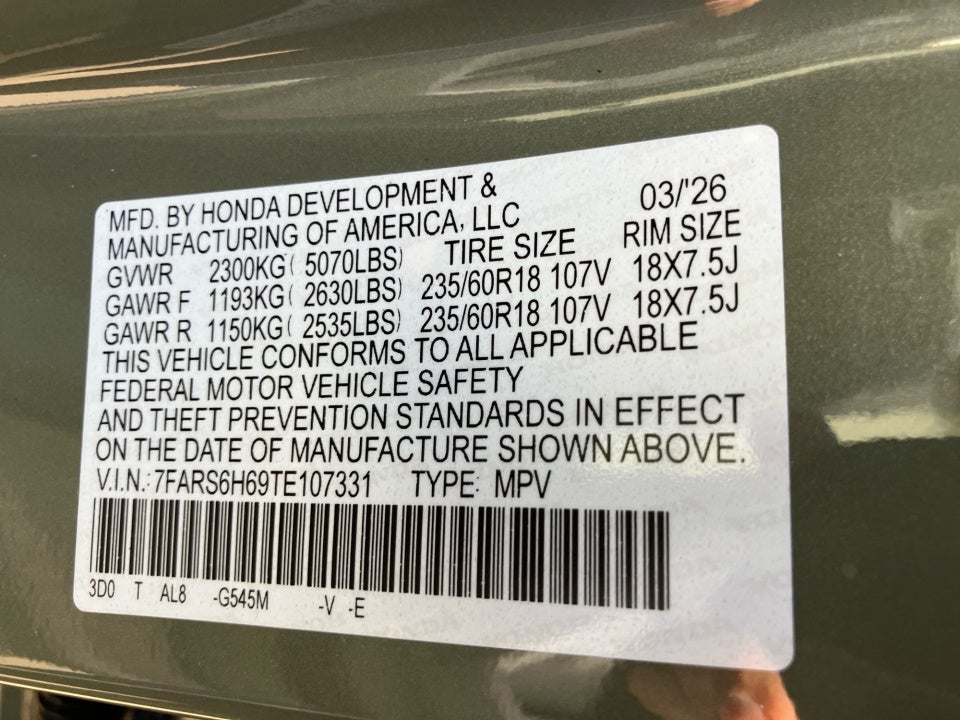 MFD. BY HONDA DEVELOPMENT & 03/'26
MANUFACTURING OF AMERICA, LLC
GVWR 2300KG( 5070LBS) TIRE SIZE RIM SIZE
GAWR F 1193KG( 2630LBS) 235/60R18 107V 18X7.5J
GAWR R 1150KG( 2535LBS) 235/60R18 107V 18X7.5J
THIS VEHICLE CONFORMS TO ALL APPLICABLE
FEDERAL MOTOR VEHICLE SAFETY
AND THEFT PREVENTION STANDARDS IN EFFECT
ON THE DATE OF MANUFACTURE SHOWN ABOVE.
V.I.N.: 7FARS6H69TE107331 TYPE: MPV
3D0 T AL8 -G545M -V -E